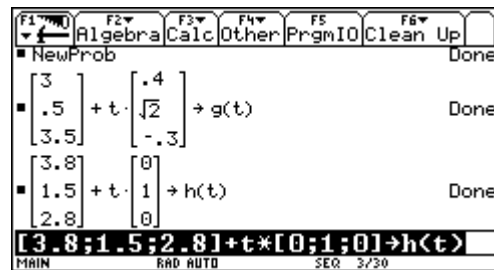 F1 F2 Algebra F3 Calc F4 Other F5 PrgmIO F6 Clean Up
▪ NewProb Done
▪ [3; .5; 3.5] + t·[.4; √2; -.3] → g(t) Done
▪ [3.8; 1.5; 2.8] + t·[0; 1; 0] → h(t) Done
[3.8;1.5;2.8]+t*[0;1;0]→h(t)
MAIN RAD AUTO SEQ 3/30